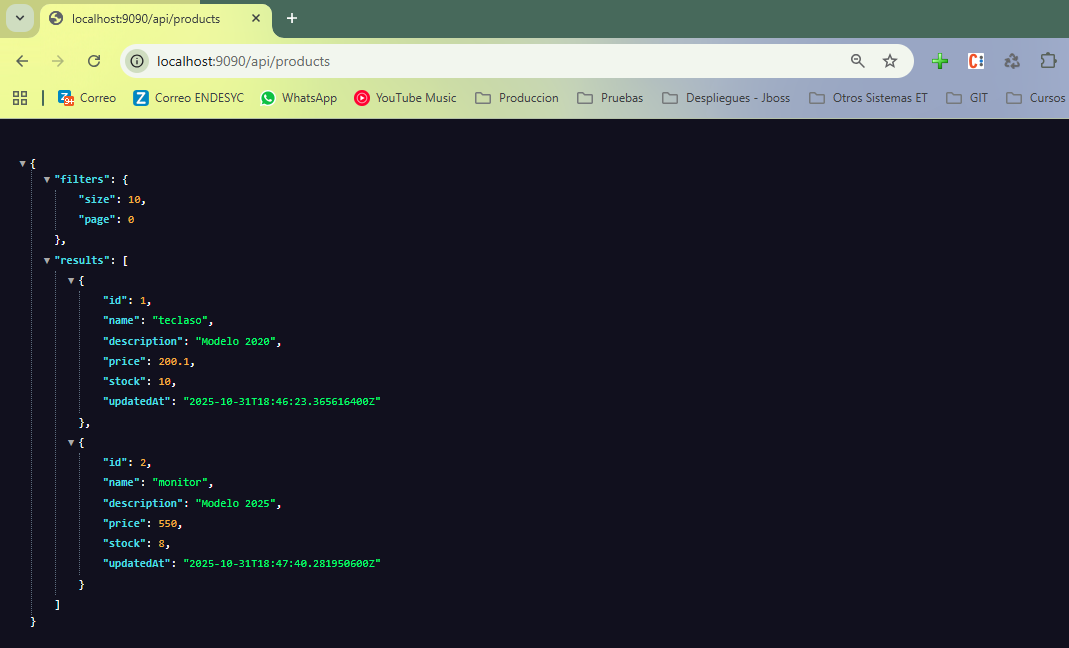 localhost:9090/api/products
localhost:9090/api/products
Correo
Correo ENDESYC
WhatsApp
YouTube Music
Produccion
Pruebas
Despliegues - Jboss
Otros Sistemas ET
GIT
Cursos
{
"filters": {
"size": 10,
"page": 0
},
"results": [
{
"id": 1,
"name": "teclaso",
"description": "Modelo 2020",
"price": 200.1,
"stock": 10,
"updatedAt": "2025-10-31T18:46:23.365616400Z"
},
{
"id": 2,
"name": "monitor",
"description": "Modelo 2025",
"price": 550,
"stock": 8,
"updatedAt": "2025-10-31T18:47:40.281950600Z"
}
]
}